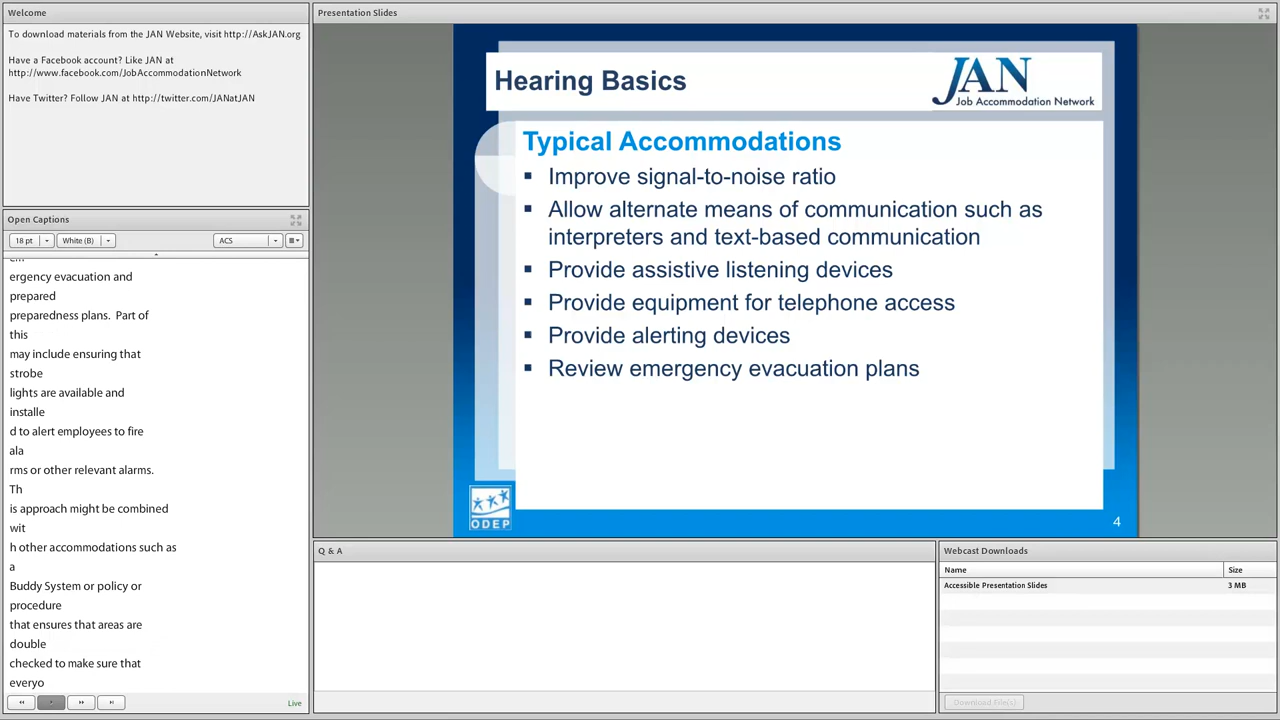 Welcome
To download materials from the JAN Website, visit http://AskJAN.org
Have a Facebook account? Like JAN at
http://www.facebook.com/JobAccommodationNetwork
Have Twitter? Follow JAN at http://twitter.com/JANatJAN
Open Captions
18 pt
White (B)
ACS
ergency evacuation and
prepared
preparedness plans. Part of
this
may include ensuring that
strobe
lights are available and
installe
d to alert employees to fire
ala
rms or other relevant alarms.
Th
is approach might be combined
wit
h other accommodations such as
a
Buddy System or policy or
procedure
that ensures that areas are
double
checked to make sure that
everyo
Live
Presentation Slides
Hearing Basics
JAN
Job Accommodation Network
Typical Accommodations
▪ Improve signal-to-noise ratio
▪ Allow alternate means of communication such as
interpreters and text-based communication
▪ Provide assistive listening devices
▪ Provide equipment for telephone access
▪ Provide alerting devices
▪ Review emergency evacuation plans
ODEP
4
Q & A
Webcast Downloads
Name Size
Accessible Presentation Slides 3 MB
Download File(s)